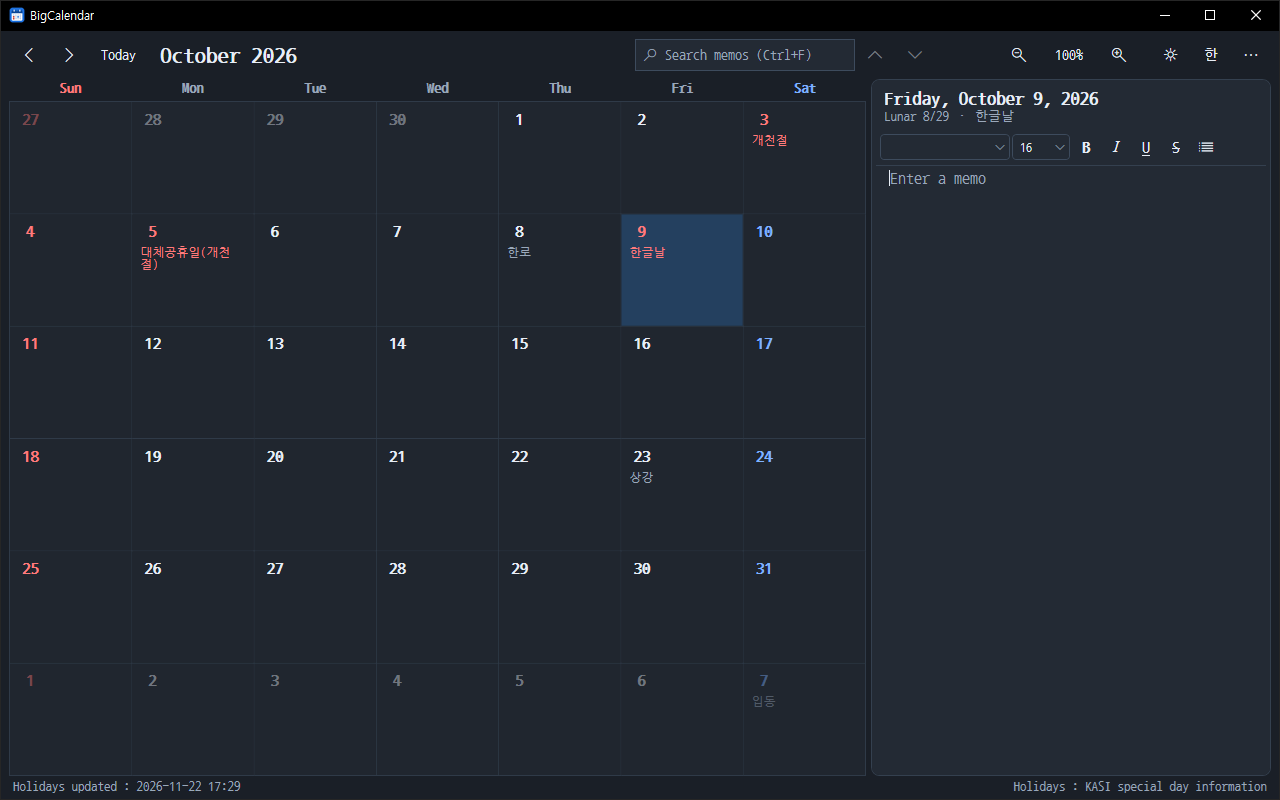 BigCalendar
Today October 2026 Search memos (Ctrl+F) 100% 한 ...
Sun Mon Tue Wed Thu Fri Sat
27 28 29 30 1 2 3
개천절
4 5 6 7 8 9 10
대체공휴일(개천
절)
한로
한글날
11 12 13 14 15 16 17
18 19 20 21 22 23 24
상강
25 26 27 28 29 30 31
1 2 3 4 5 6 7
입동
Friday, October 9, 2026
Lunar 8/29 · 한글날
16 B I U S
Enter a memo
Holidays updated : 2026-11-22 17:29
Holidays : KASI special day information